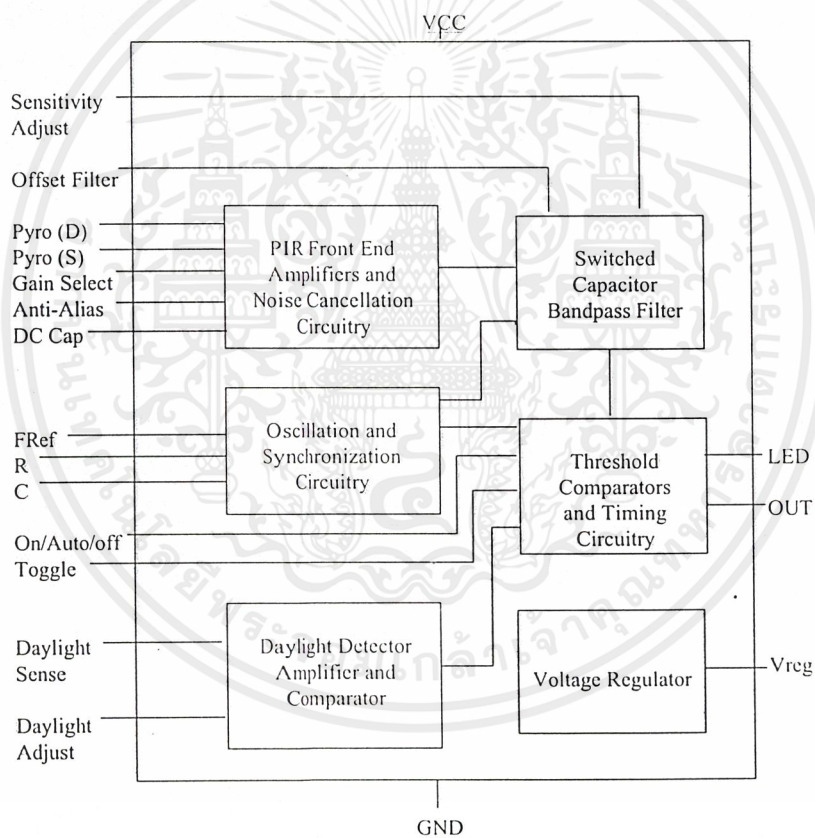 VCC
Sensitivity
Adjust
Offset Filter
Pyro (D)
Pyro (S)
Gain Select
Anti-Alias
DC Cap
PIR Front End
Amplifiers and
Noise Cancellation
Circuitry
Switched
Capacitor
Bandpass Filter
FRef
R
C
Oscillation and
Synchronization
Circuitry
Threshold
Comparators
and Timing
Circuitry
LED
OUT
On/Auto/off
Toggle
Daylight
Sense
Daylight
Adjust
Daylight Detector
Amplifier and
Comparator
Voltage Regulator
Vreg
GND